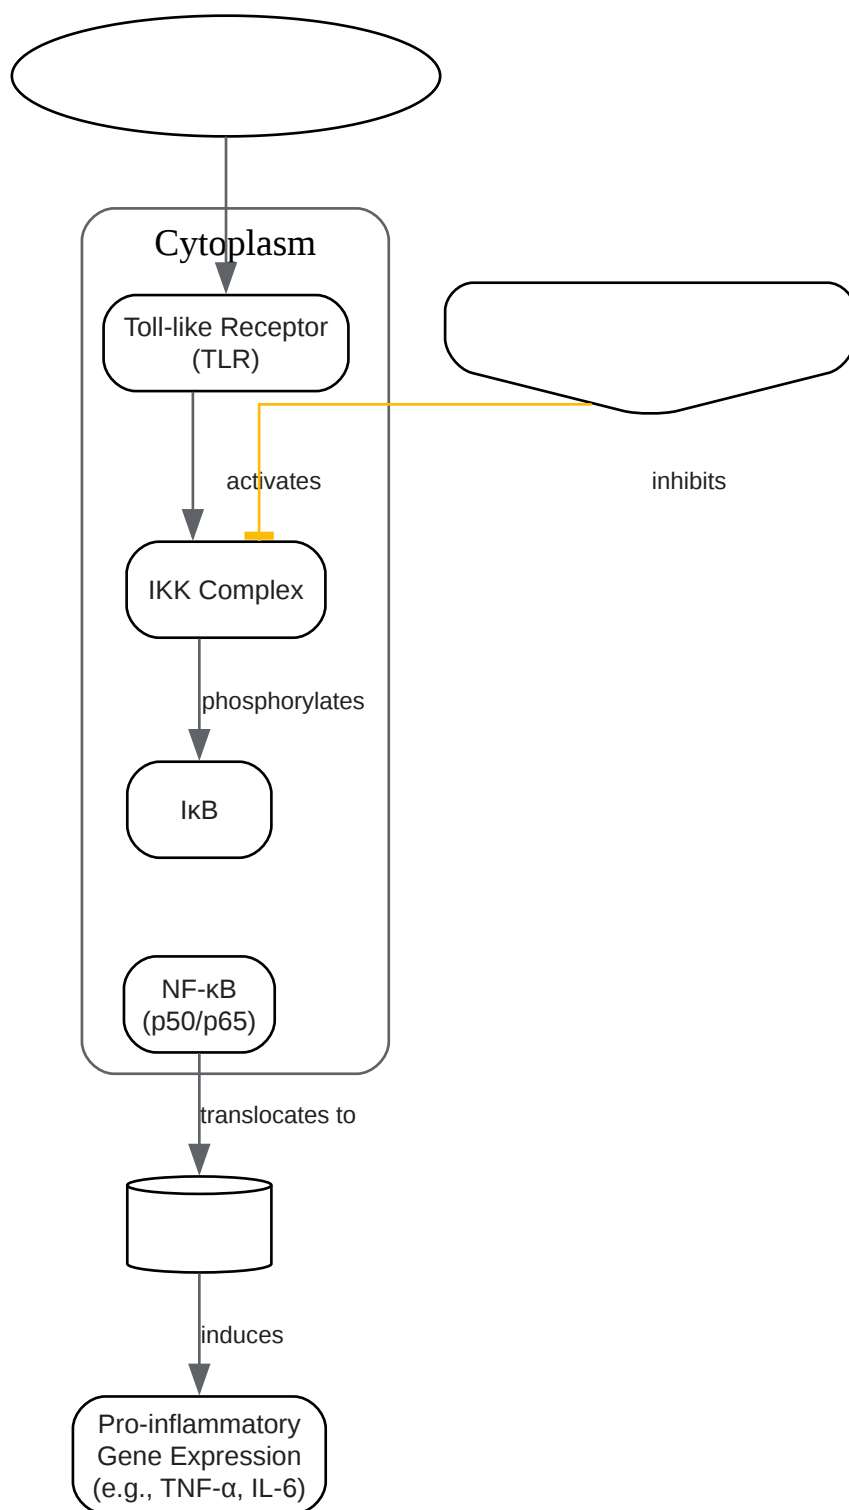 Cytoplasm
Toll-like Receptor
(TLR)
activates
inhibits
IKK Complex
phosphorylates
IκB
NF-κB
(p50/p65)
translocates to
induces
Pro-inflammatory
Gene Expression
(e.g., TNF-α, IL-6)